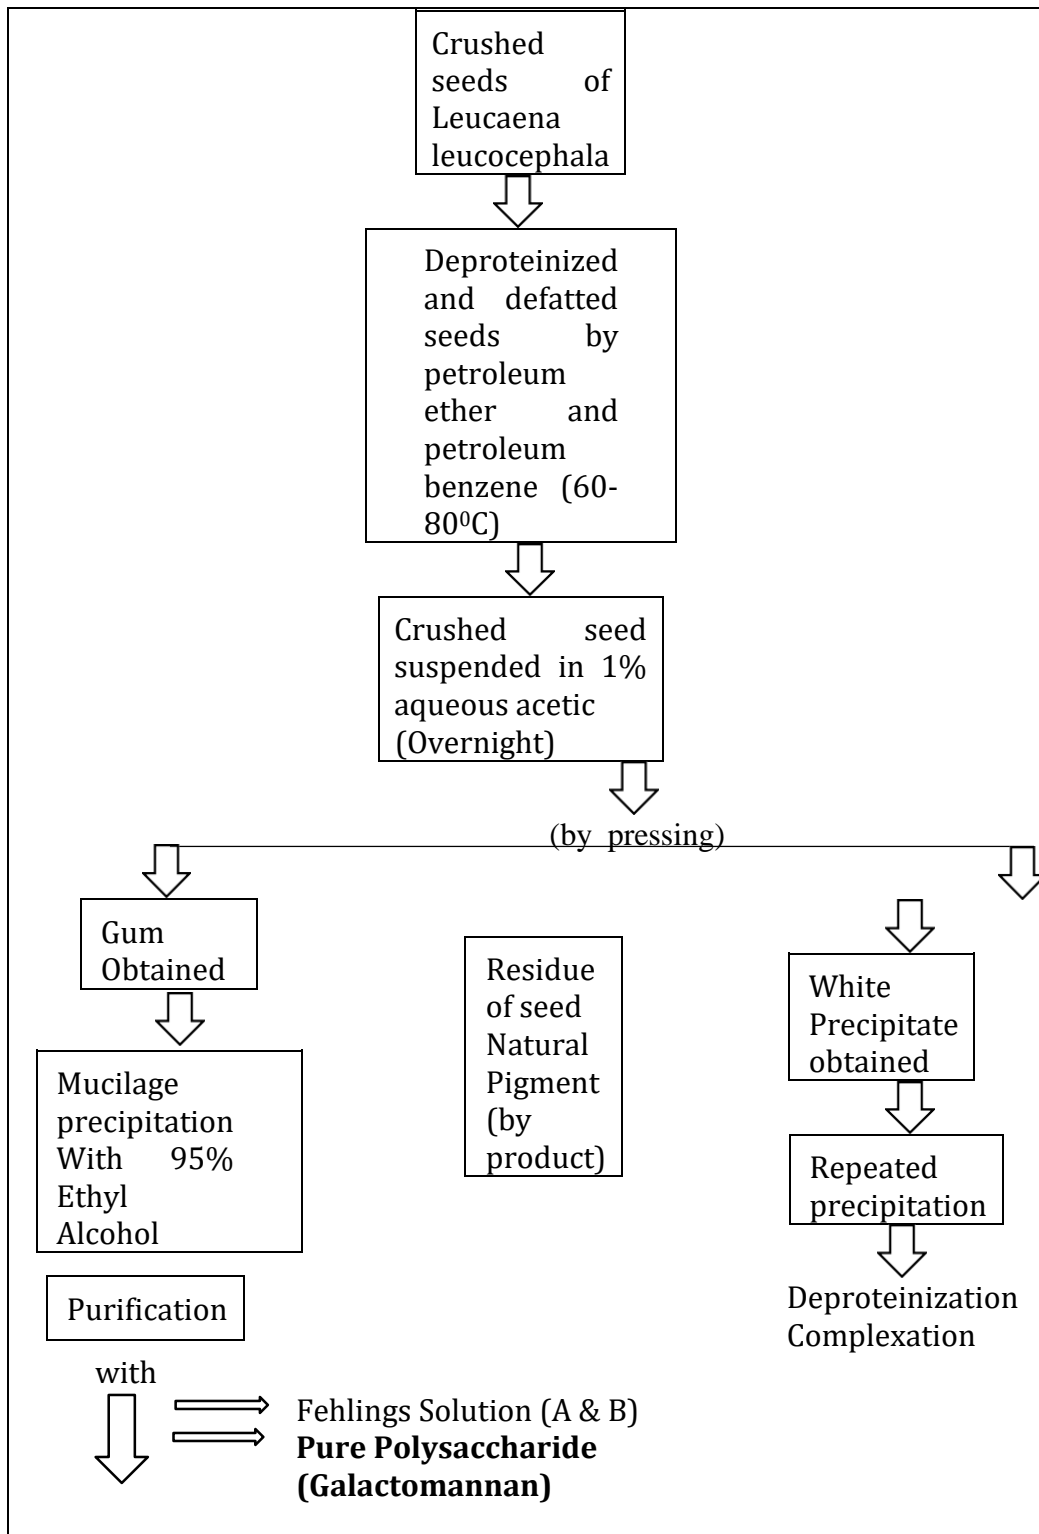 Crushed
seeds of
Leucaena
leucocephala
Deproteinized
and defatted
seeds by
petroleum
ether and
petroleum
benzene (60-
80⁰C)
Crushed seed
suspended in 1%
aqueous acetic
(Overnight)
(by pressing)
Gum
Obtained
Mucilage
precipitation
With 95%
Ethyl
Alcohol
Purification
with
Fehlings Solution (A & B)
Pure Polysaccharide
(Galactomannan)
Residue
of seed
Natural
Pigment
(by
product)
White
Precipitate
obtained
Repeated
precipitation
Deproteinization
Complexation